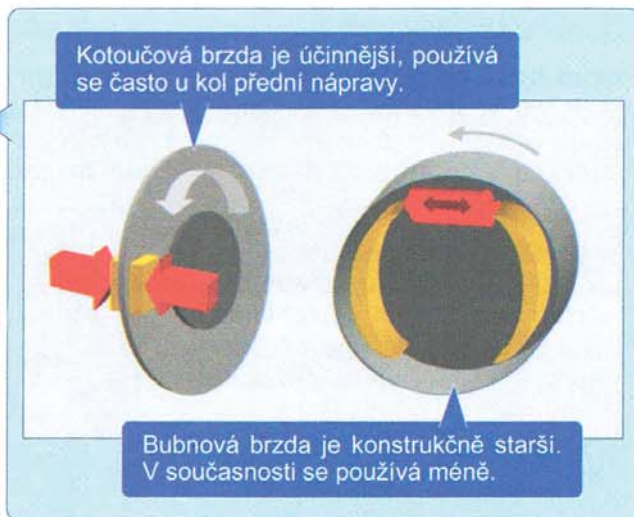 Kotoučová brzda je účinnější, používá
se často u kol přední nápravy.
Bubnová brzda je konstrukčně starší.
V současnosti se používá méně.